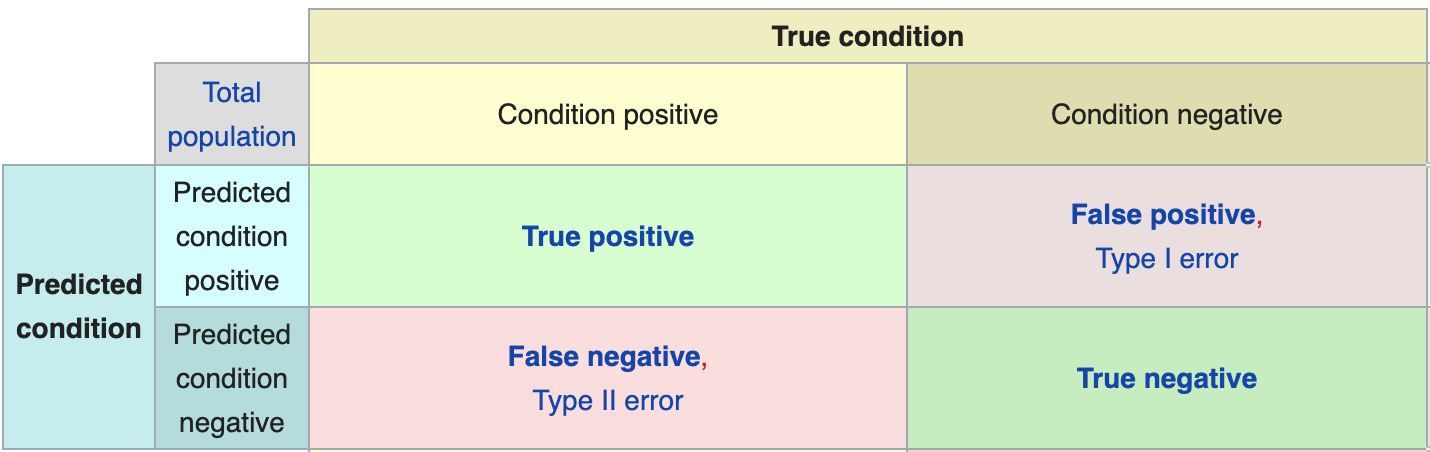 True condition
Total
population
Condition positive
Condition negative
Predicted
condition
Predicted
condition
positive
True positive
False positive,
Type I error
Predicted
condition
negative
False negative,
Type II error
True negative